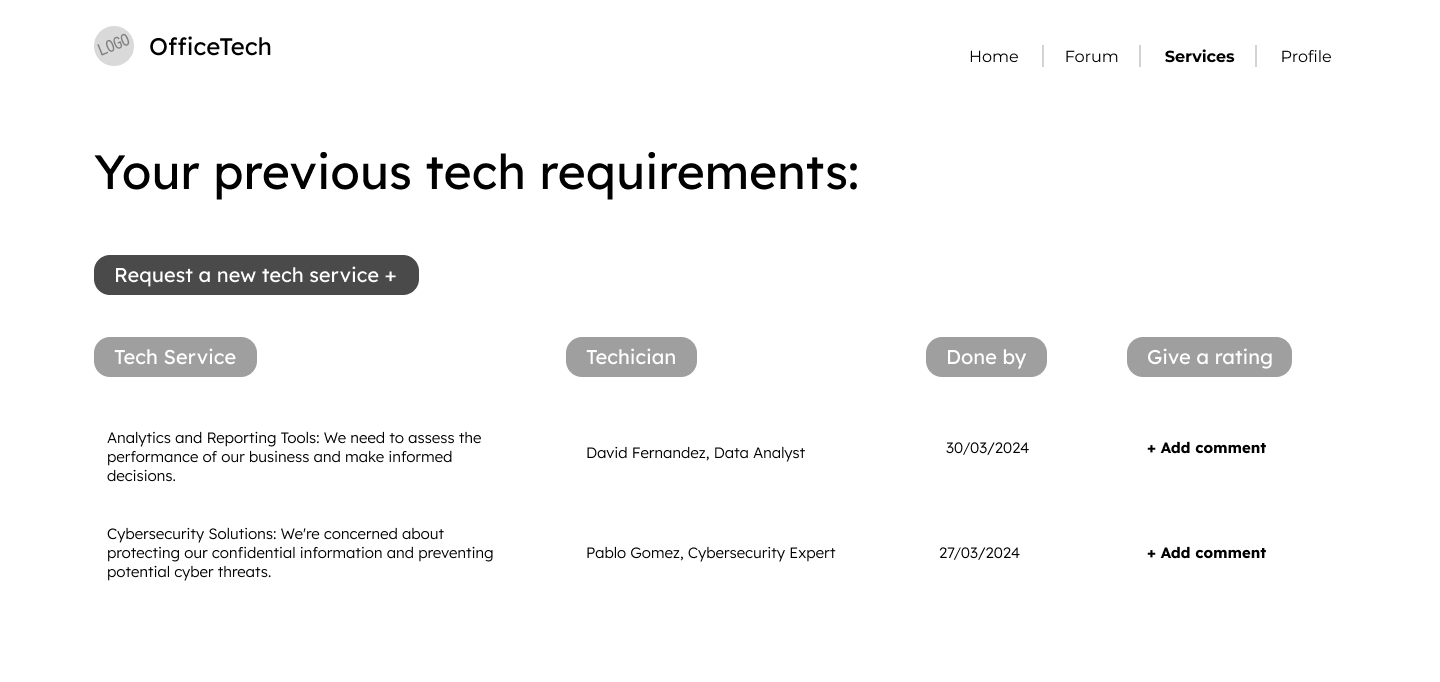 LOGO OfficeTech
Home Forum Services Profile
Your previous tech requirements:
Request a new tech service +
Tech Service Techician Done by Give a rating
Analytics and Reporting Tools: We need to assess the
performance of our business and make informed
decisions.
David Fernandez, Data Analyst
30/03/2024
+ Add comment
Cybersecurity Solutions: We're concerned about
protecting our confidential information and preventing
potential cyber threats.
Pablo Gomez, Cybersecurity Expert
27/03/2024
+ Add comment